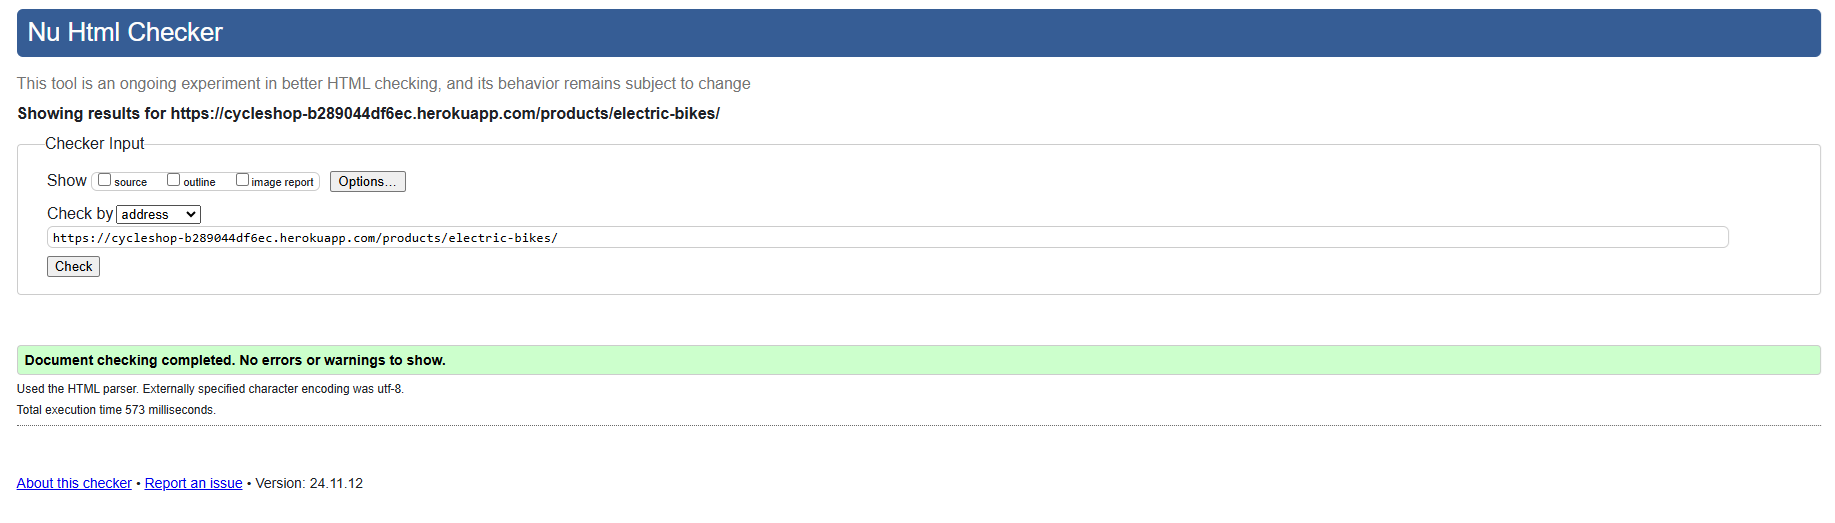 Nu Html Checker
This tool is an ongoing experiment in better HTML checking, and its behavior remains subject to change
Showing results for https://cycleshop-b289044df6ec.herokuapp.com/products/electric-bikes/
Checker Input
Show source outline image report Options...
Check by address
https://cycleshop-b289044df6ec.herokuapp.com/products/electric-bikes/
Check
Document checking completed. No errors or warnings to show.
Used the HTML parser. Externally specified character encoding was utf-8.
Total execution time 573 milliseconds.
About this checker • Report an issue • Version: 24.11.12